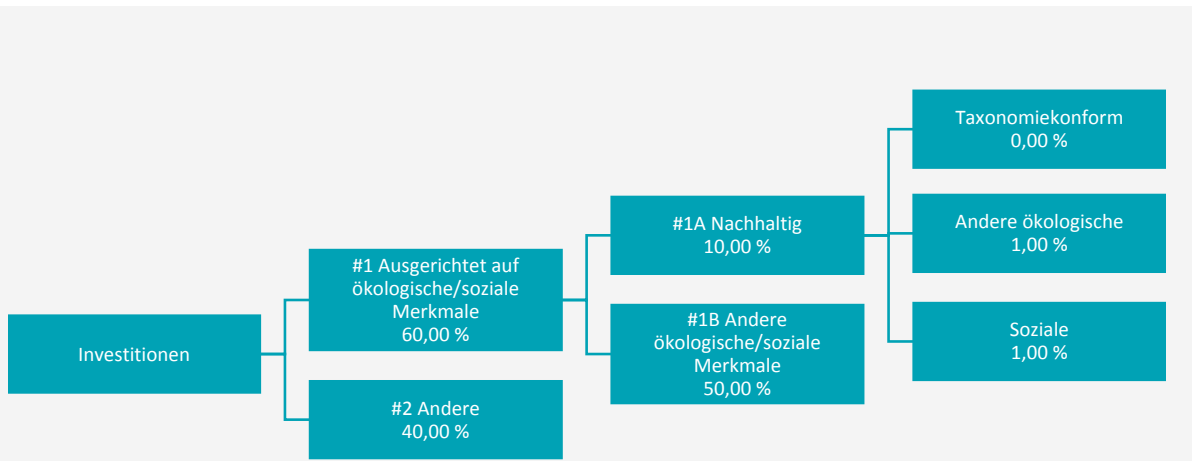 Investitionen
#1 Ausgerichtet auf
ökologische/soziale
Merkmale
60,00 %
#2 Andere
40,00 %
#1A Nachhaltig
10,00 %
#1B Andere
ökologische/soziale
Merkmale
50,00 %
Taxonomiekonform
0,00 %
Andere ökologische
1,00 %
Soziale
1,00 %